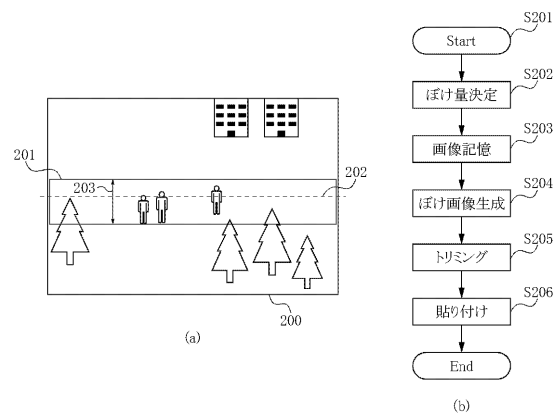 201
203
202
200
(a)
S201
Start
S202
ぼけ量決定
S203
画像記憶
S204
ぼけ画像生成
S205
トリミング
S206
貼り付け
End
(b)